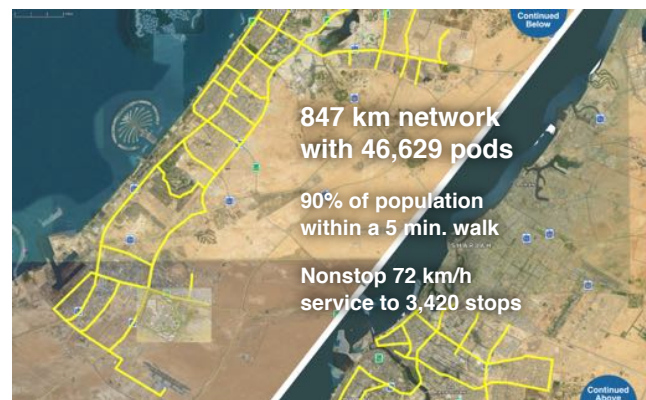 Continued
Below
847 km network
with 46,629 pods
90% of population
within a 5 min. walk
SHARJAH
Nonstop 72 km/h
service to 3,420 stops
Continued
Above